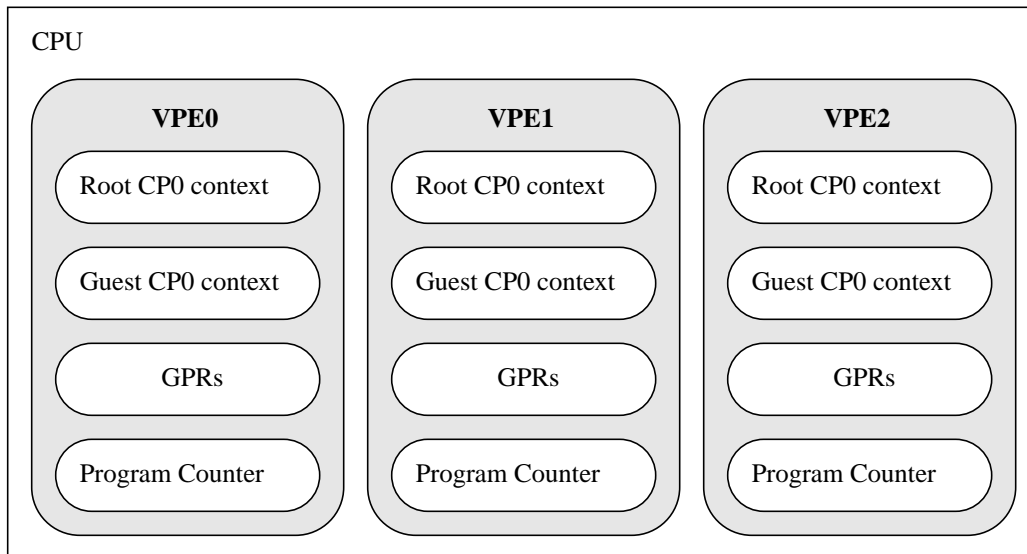 CPU
VPE0
Root CP0 context
Guest CP0 context
GPRs
Program Counter
VPE1
Root CP0 context
Guest CP0 context
GPRs
Program Counter
VPE2
Root CP0 context
Guest CP0 context
GPRs
Program Counter